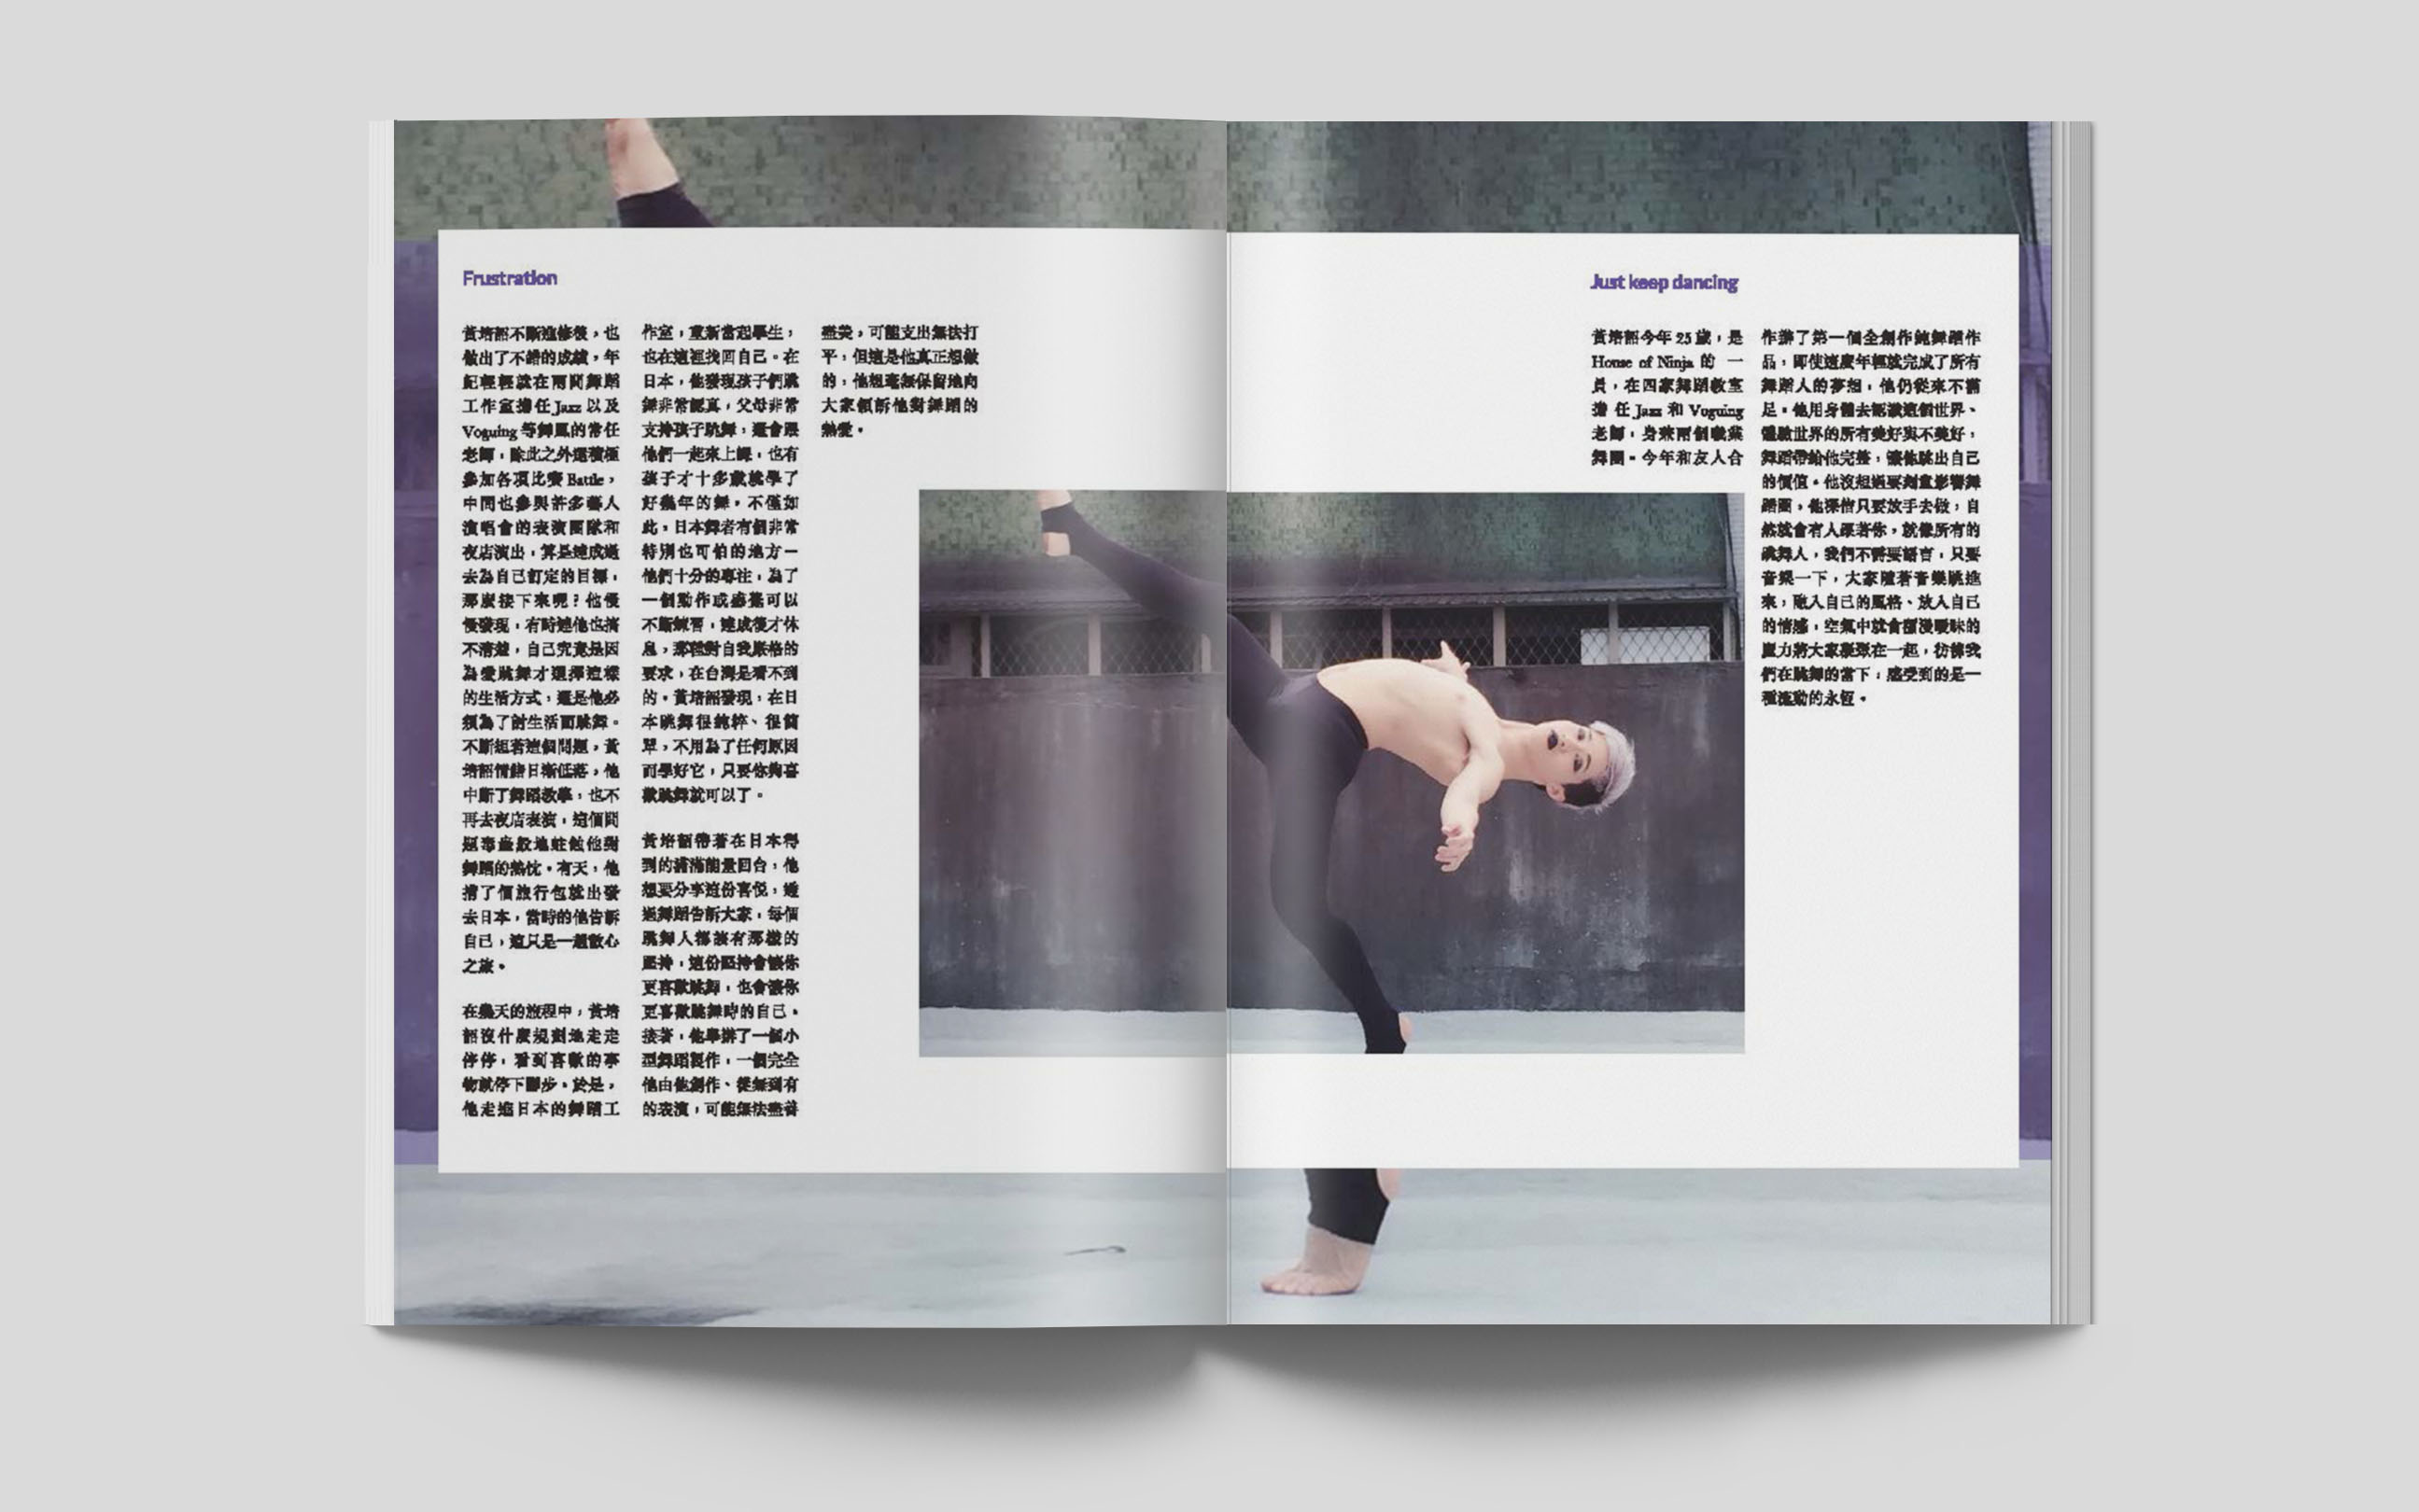 Frustration
黃培韶不斷進修後，也
做出了不錯的成績，年
紀輕輕就在兩間舞蹈
工作室擔任 Jazz 以及
Voguing 等舞風的常任
老師，除此之外還積極
參加各項比賽 Battle，
中間也參與許多藝人
演唱會的表演團隊和
夜店演出，算是達成過
去為自己訂定的目標，
那麼接下來呢？他慢
慢發現，有時連他也搞
不清楚，自己究竟是因
為愛跳舞才選擇這樣
的生活方式，還是他必
須為了討生活而跳舞。
不斷想著這個問題，黃
培韶情緒日漸低落，他
中斷了舞蹈教學，也不
再去夜店表演，這個問
題毒蟲般地蛀蝕他對
舞蹈的熱忱。有天，他
揹了個旅行包就出發
去日本，當時的他告訴
自己，這只是一趟散心
之旅。
在幾天的旅程中，黃培
韶沒什麼規劃地走走
停停，看到喜歡的事
物就停下腳步。於是，
他走進日本的舞蹈工
作室，重新當起學生，
也在這裡找回自己。在
日本，他發現孩子們跳
舞非常認真，父母非常
支持孩子跳舞，還會跟
他們一起來上課，也有
孩子才十多歲就學了
好幾年的舞。不僅如
此，日本舞者有個非常
特別也可怕的地方—
他們十分的專注，為了
一個動作或感覺可以
不斷練習，達成後才休
息，那種對自我嚴格的
要求，在台灣是看不到
的。黃培韶發現，在日
本跳舞很純粹、很簡
單，不用為了任何原因
而學好它，只要你夠喜
歡跳舞就可以了。
黃培韶帶著在日本得
到的滿滿能量回台，他
想要分享這份喜悅，透
過舞蹈告訴大家，每個
跳舞人都該有那樣的
堅持，這份堅持會讓你
更喜歡跳舞，也會讓你
更喜歡跳舞時的自己。
接著，他舉辦了一個小
型舞蹈製作，一個完全
他由他創作、從無到有
的表演，可能無法盡善
盡美，可能支出無法打
平，但這是他真正想做
的，他想毫無保留地向
大家傾訴他對舞蹈的
熱愛。
Just keep dancing
黃培韶今年 25 歲，是
House of Ninja 的 一
員，在四家舞蹈教室
擔 任 Jazz 和 Voguing
老師，身兼兩個職業
舞團。今年和友人合
作辦了第一個全創作純舞蹈作
品，即使這麼年輕就完成了所有
舞蹈人的夢想，他仍從來不滿
足。他用身體去認識這個世界、
體驗世界的所有美好與不美好，
舞蹈帶給他完整，讓他跳出自己
的價值。他沒想過要刻意影響舞
蹈圈，他深信只要放手去做，自
然就會有人跟著你，就像所有的
跳舞人，我們不需要語言，只要
音樂一下，大家隨著音樂跳進
來，融入自己的風格、放入自己
的情感，空氣中就會瀰漫曖昧的
魔力將大家凝聚在一起，彷彿我
們在跳舞的當下，感受到的是一
種流動的永恆。